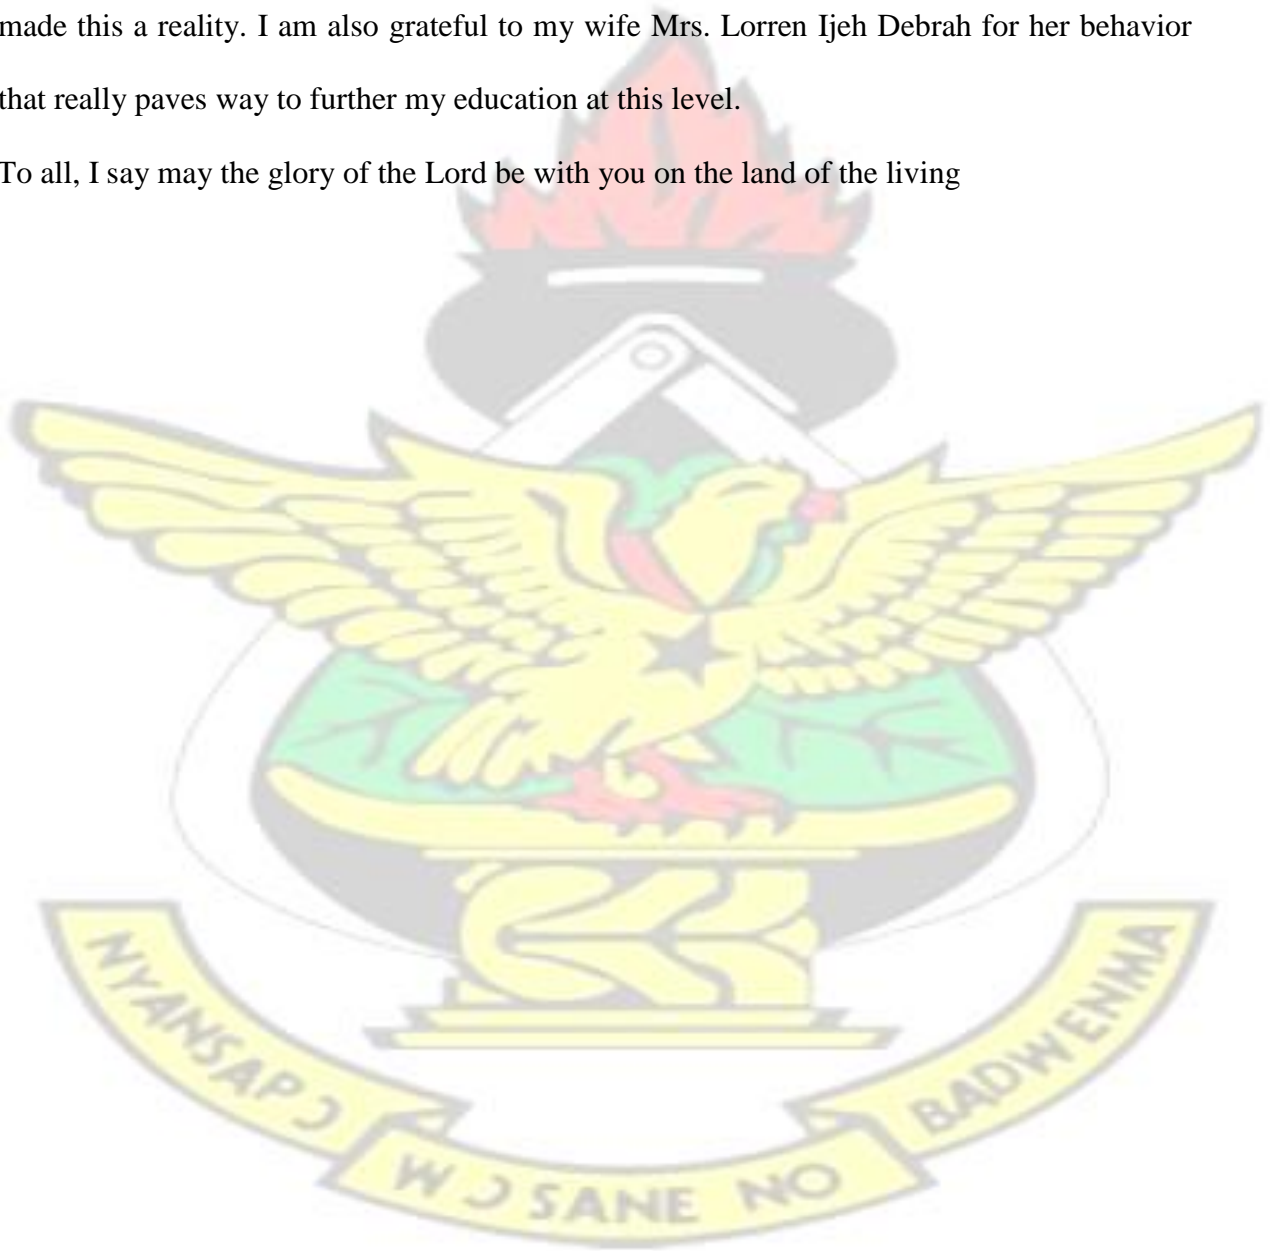 made this a reality. I am also grateful to my wife Mrs. Lorren Ijeh Debrah for her behavior
that really paves way to further my education at this level.
To all, I say may the glory of the Lord be with you on the land of the living
NYANSAPƆ
WƆSANE NO
BADWENMA